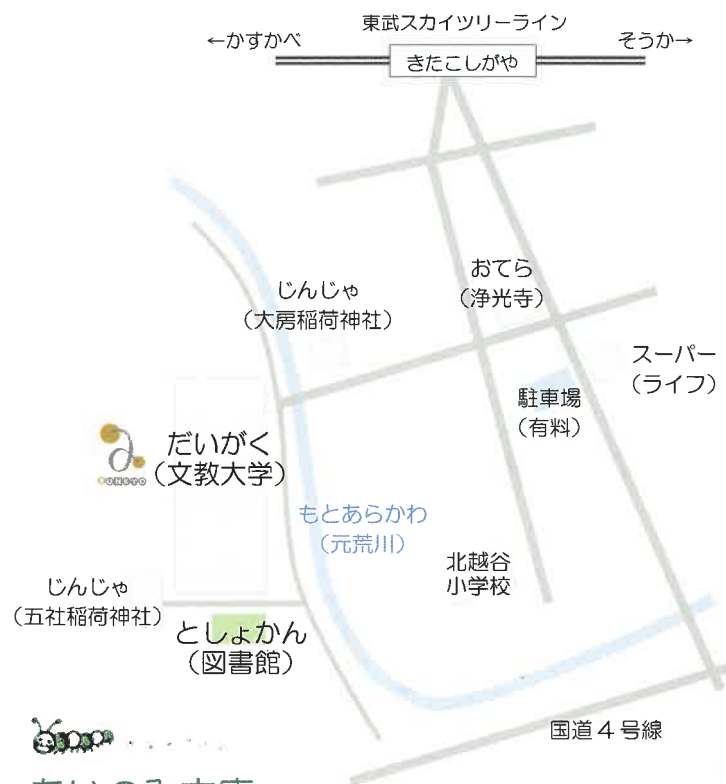 東武スカイツリーライン
←かすかべ
そうか→
きたこしがや
おてら
(浄光寺)
じんじゃ
(大房稲荷神社)
スーパー
(ライフ)
駐車場
(有料)
だいがく
(文教大学)
BUNKYO
もとあらかわ
(元荒川)
北越谷
小学校
じんじゃ
(五社稲荷神社)
としょかん
(図書館)
国道4号線